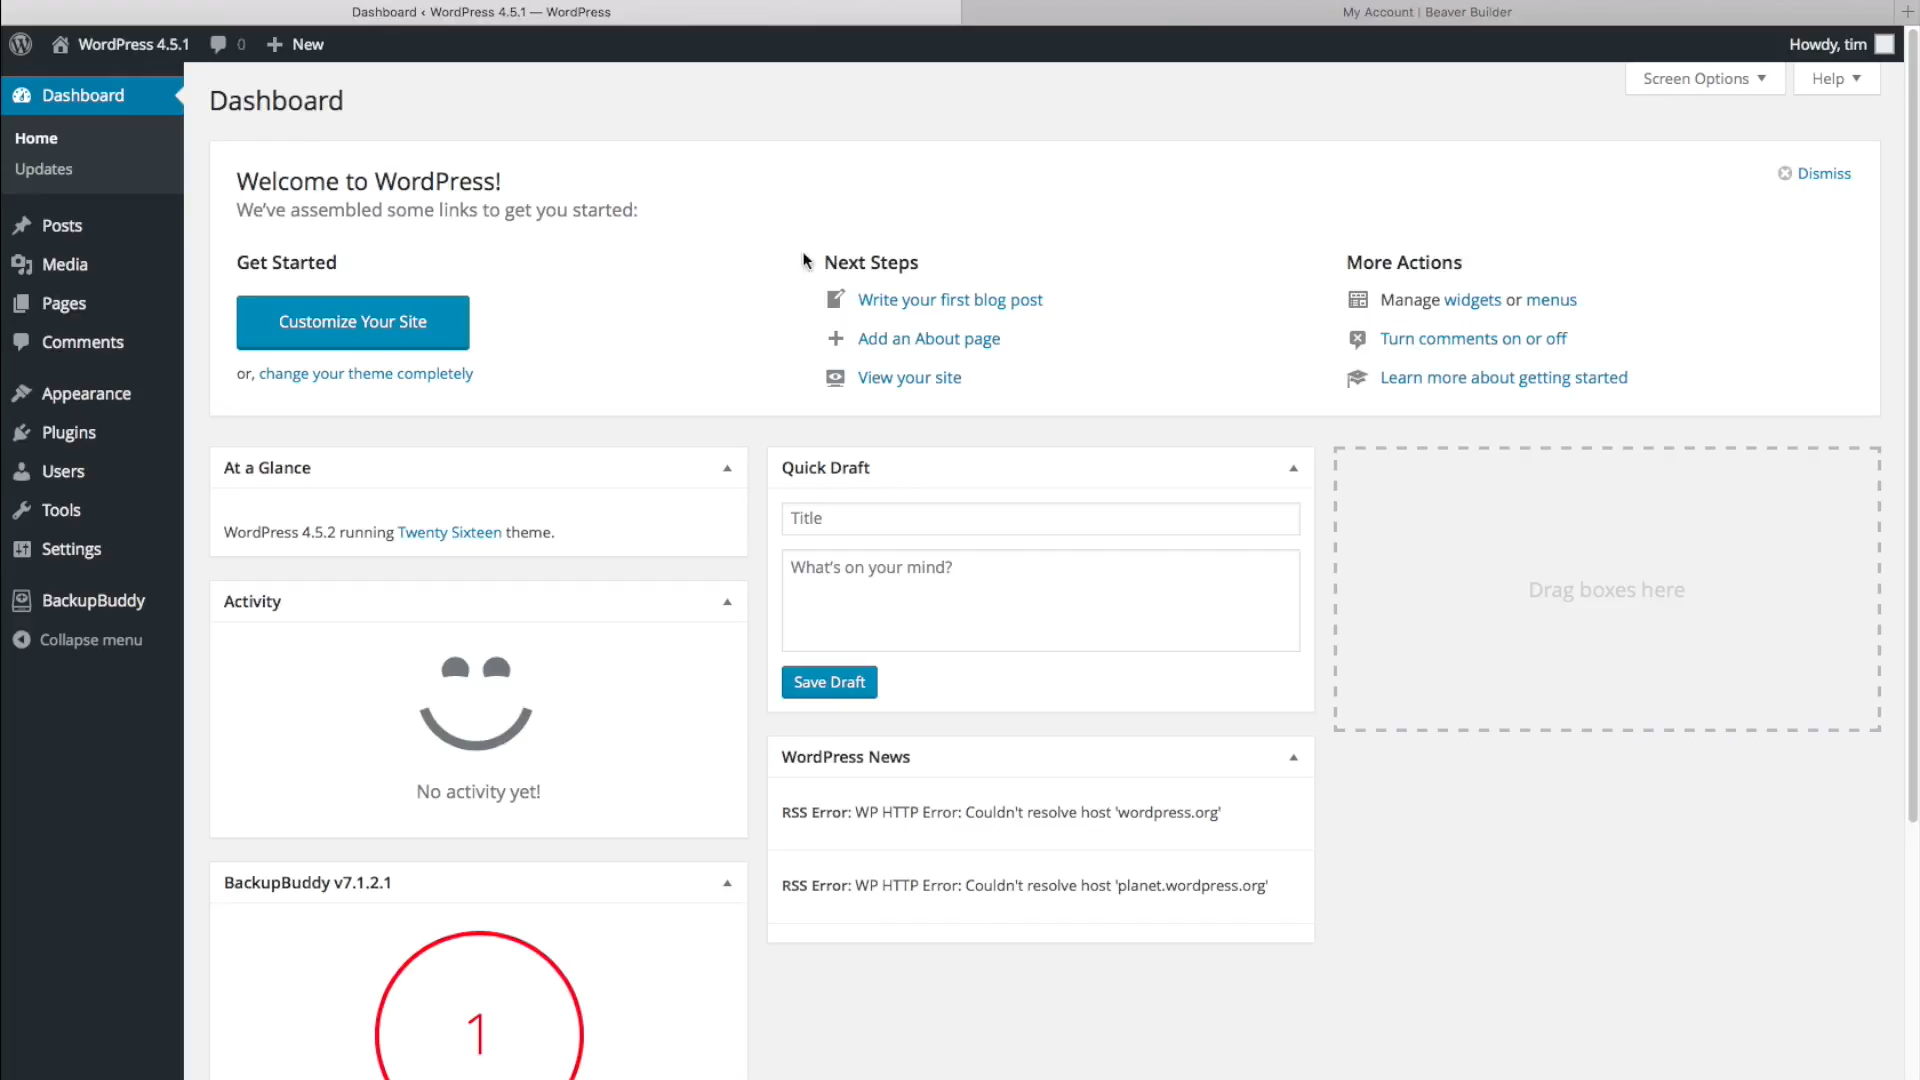 Dashboard ‹ WordPress 4.5.1 — WordPress
My Account | Beaver Builder
WordPress 4.5.1
0
New
Howdy, tim
Dashboard
Home
Updates
Posts
Media
Pages
Comments
Appearance
Plugins
Users
Tools
Settings
BackupBuddy
Collapse menu
Screen Options
Help
Dashboard
Welcome to WordPress!
We've assembled some links to get you started:
Dismiss
Get Started
Customize Your Site
or, change your theme completely
Next Steps
Write your first blog post
Add an About page
View your site
More Actions
Manage widgets or menus
Turn comments on or off
Learn more about getting started
At a Glance
WordPress 4.5.2 running Twenty Sixteen theme.
Activity
No activity yet!
BackupBuddy v7.1.2.1
1
Quick Draft
Title
What's on your mind?
Save Draft
WordPress News
RSS Error: WP HTTP Error: Couldn't resolve host 'wordpress.org'
RSS Error: WP HTTP Error: Couldn't resolve host 'planet.wordpress.org'
Drag boxes here